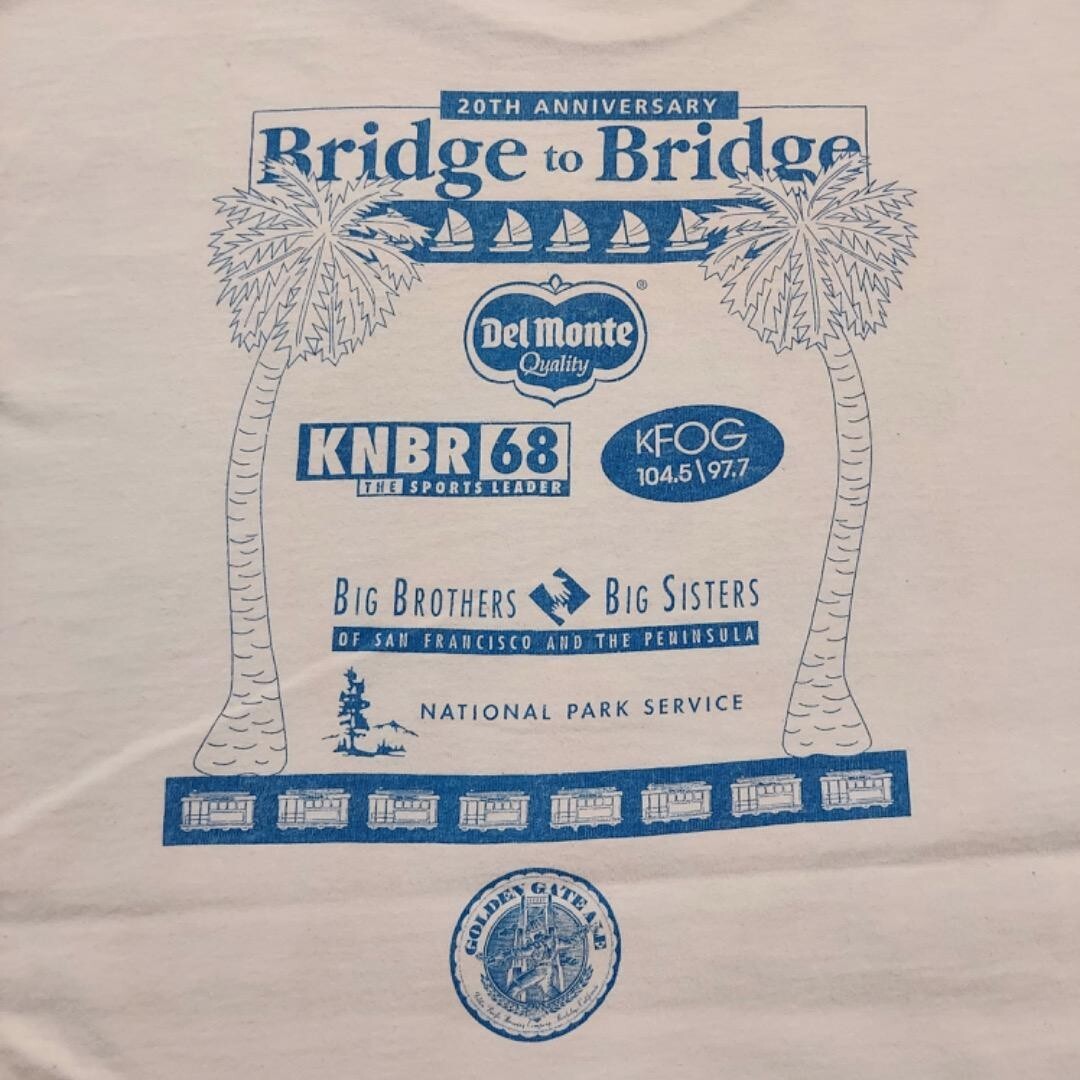 20TH ANNIVERSARY
Bridge to Bridge
Del Monte
®
Quality
KNBR 68
THE SPORTS LEADER
KFOG
104.5\97.7
BIG BROTHERS BIG SISTERS
OF SAN FRANCISCO AND THE PENINSULA
NATIONAL PARK SERVICE
GOLDEN GATE ALE